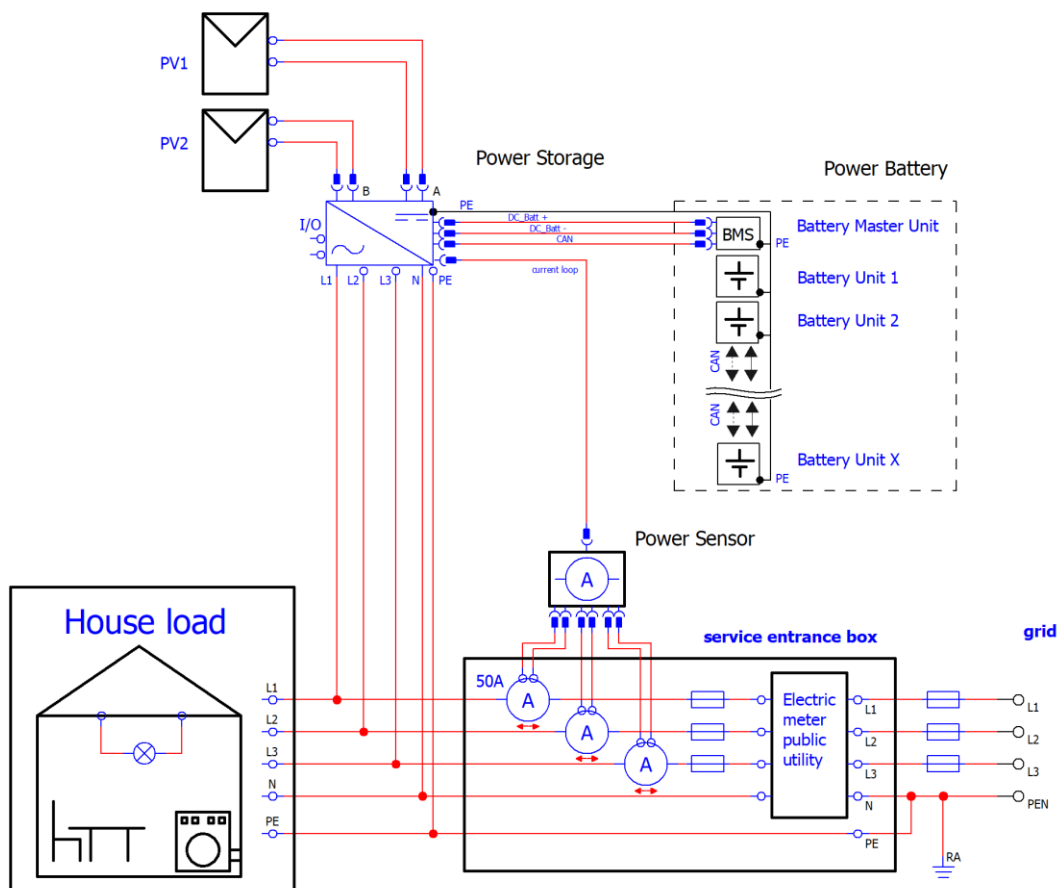 PV1
PV2
Power Storage
Power Battery
B
A
PE
I/O
DC_Batt +
DC_Batt -
CAN
current loop
L1
L2
L3
N
PE
BMS
PE
Battery Master Unit
Battery Unit 1
Battery Unit 2
CAN
CAN
Battery Unit X
PE
Power Sensor
A
House load
service entrance box
grid
50A
A
A
A
L1
L2
L3
N
PE
Electric
meter
public
utility
L1
L2
L3
N
PE
L1
L2
L3
PEN
RA